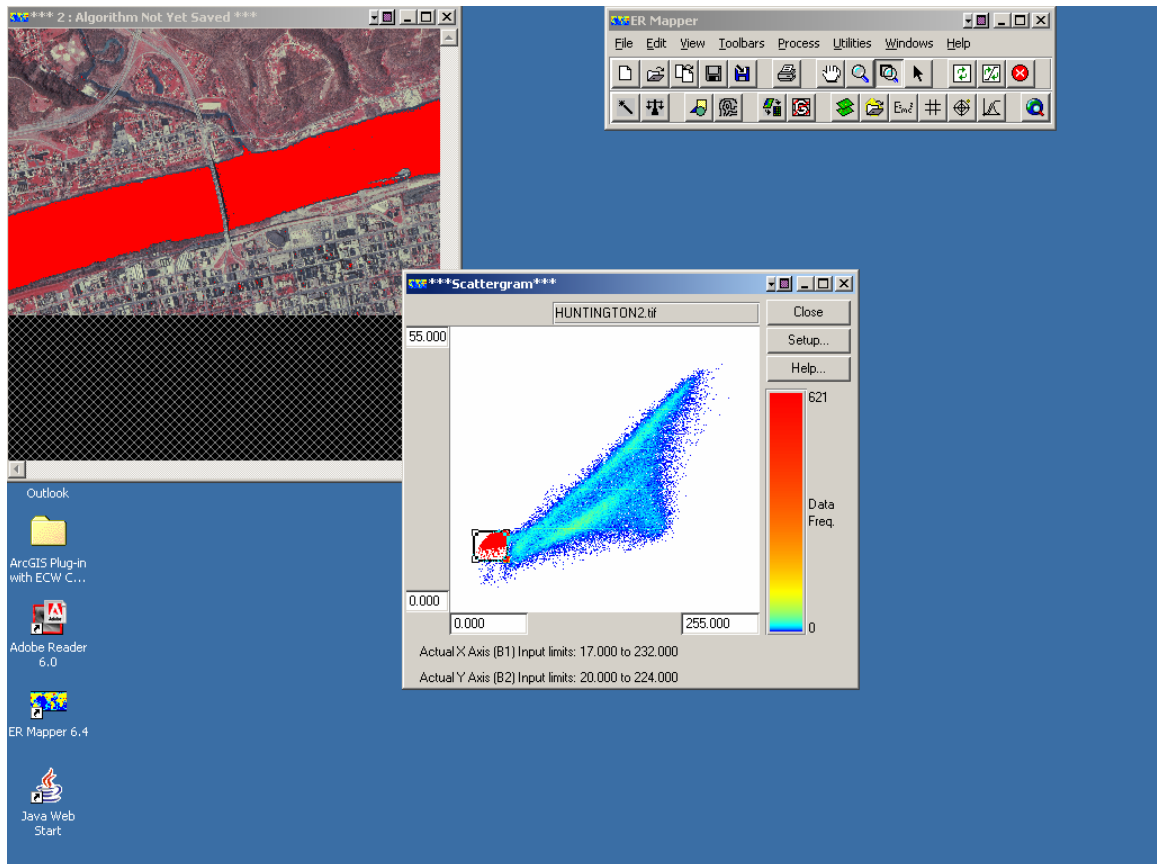 *** 2 : Algorithm Not Yet Saved ***
ER Mapper
File Edit View Toolbars Process Utilities Windows Help
***Scattergram***
HUNTINGTON2.tif
Close
Setup...
Help...
55.000
621
Data
Freq.
0
0.000
0.000
255.000
Actual X Axis (B1) Input limits: 17.000 to 232.000
Actual Y Axis (B2) Input limits: 20.000 to 224.000
Outlook
ArcGIS Plug-in
with ECW C...
Adobe Reader
6.0
ER Mapper 6.4
Java Web
Start